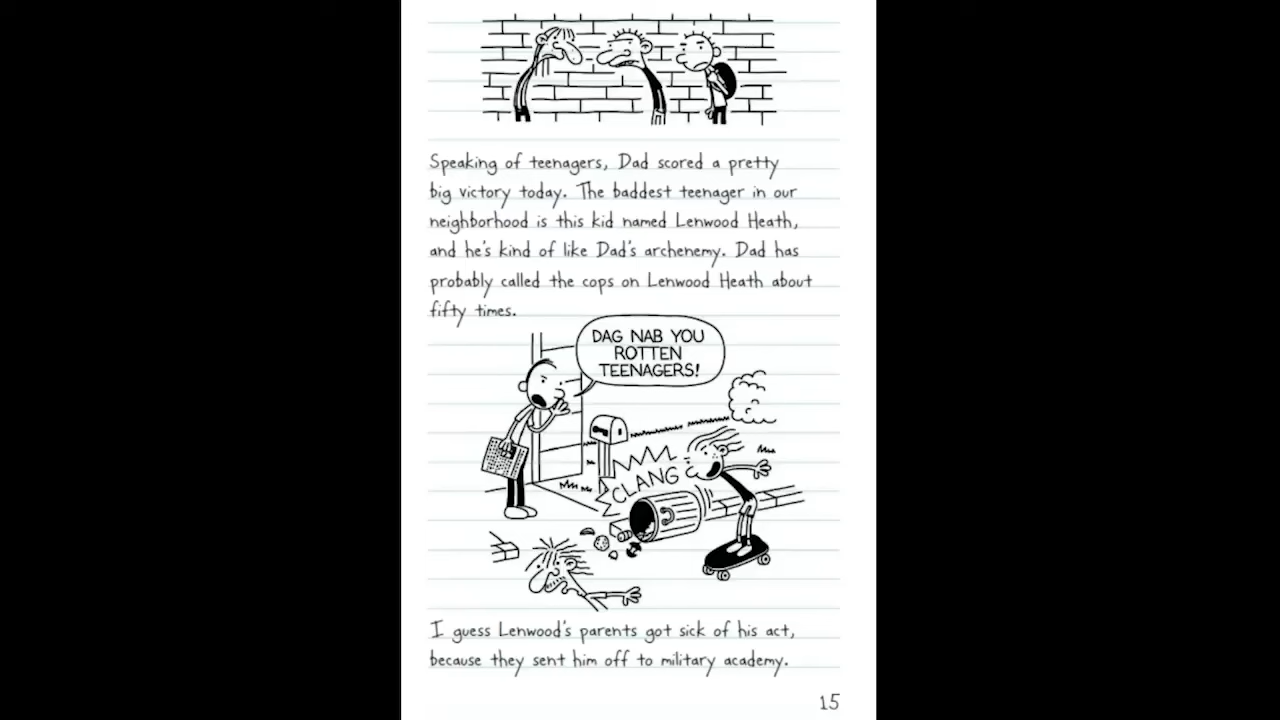 Speaking of teenagers, Dad scored a pretty
big victory today. The baddest teenager in our
neighborhood is this kid named Lenwood Heath,
and he's kind of like Dad's archenemy. Dad has
probably called the cops on Lenwood Heath about
fifty times.
DAG NAB YOU
ROTTEN
TEENAGERS!
CLANG
I guess Lenwood's parents got sick of his act,
because they sent him off to military academy.
15